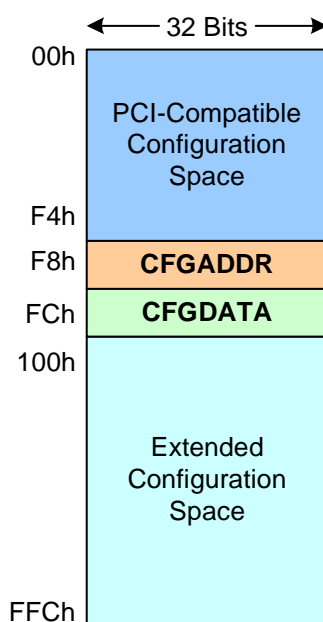 32 Bits
00h
PCI-Compatible
Configuration
Space
F4h
F8h
CFGADDR
FCh
CFGDATA
100h
Extended
Configuration
Space
FFCh